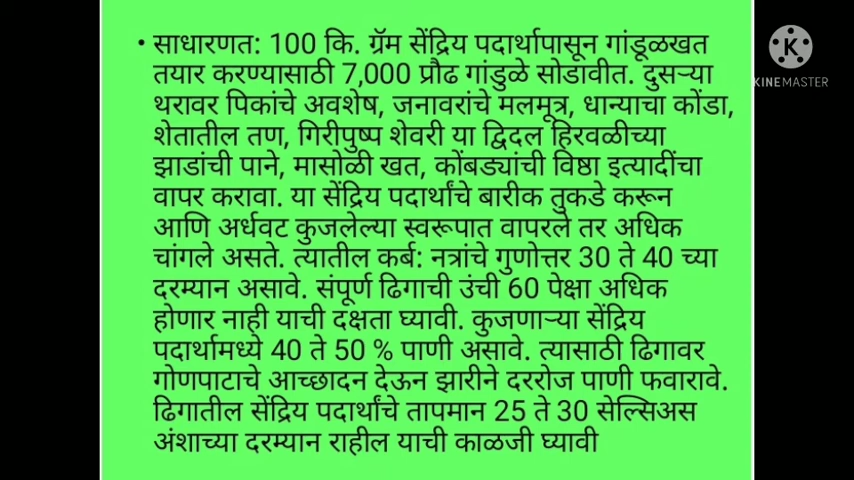 • साधारणत: 100 कि. ग्रॅम सेंद्रिय पदार्थापासून गांडूळखत
तयार करण्यासाठी 7,000 प्रौढ गांडुळे सोडावीत. दुसऱ्या
थरावर पिकांचे अवशेष, जनावरांचे मलमूत्र, धान्याचा कोंडा,
शेतातील तण, गिरीपुष्प शेवरी या द्विदल हिरवळीच्या
झाडांची पाने, मासोळी खत, कोंबड्यांची विष्ठा इत्यादींचा
वापर करावा. या सेंद्रिय पदार्थांचे बारीक तुकडे करून
आणि अर्धवट कुजलेल्या स्वरूपात वापरले तर अधिक
चांगले असते. त्यातील कर्ब: नत्रांचे गुणोत्तर 30 ते 40 च्या
दरम्यान असावे. संपूर्ण ढिगाची उंची 60 पेक्षा अधिक
होणार नाही याची दक्षता घ्यावी. कुजणाऱ्या सेंद्रिय
पदार्थामध्ये 40 ते 50 % पाणी असावे. त्यासाठी ढिगावर
गोणपाटाचे आच्छादन देऊन झारीने दररोज पाणी फवारावे.
ढिगातील सेंद्रिय पदार्थांचे तापमान 25 ते 30 सेल्सिअस
अंशाच्या दरम्यान राहील याची काळजी घ्यावी
K
KINEMASTER